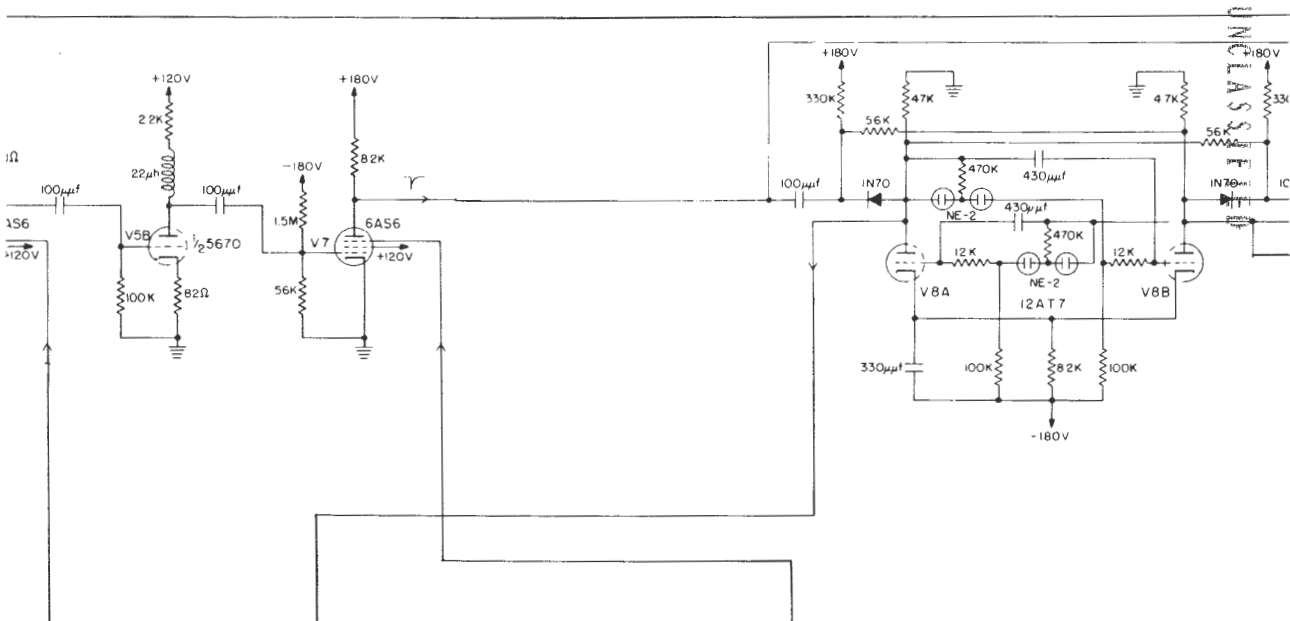 UNCLASSIFIED
+120V
+180V
+180V
+180V
2.2K
330K
47K
47K
330
56K
56K
Ω
22µh
82K
-180V
470K
430µµf
100µµf
100µµf
100µµf
1N70
1N70
AS6
1.5M
6AS6
NE-2
430µµf
V5B
½5670
V7
470K
+120V
+120V
12K
12K
100K
82Ω
56K
V8A
NE-2
V8B
12AT7
330µµf
100K
82K
100K
-180V